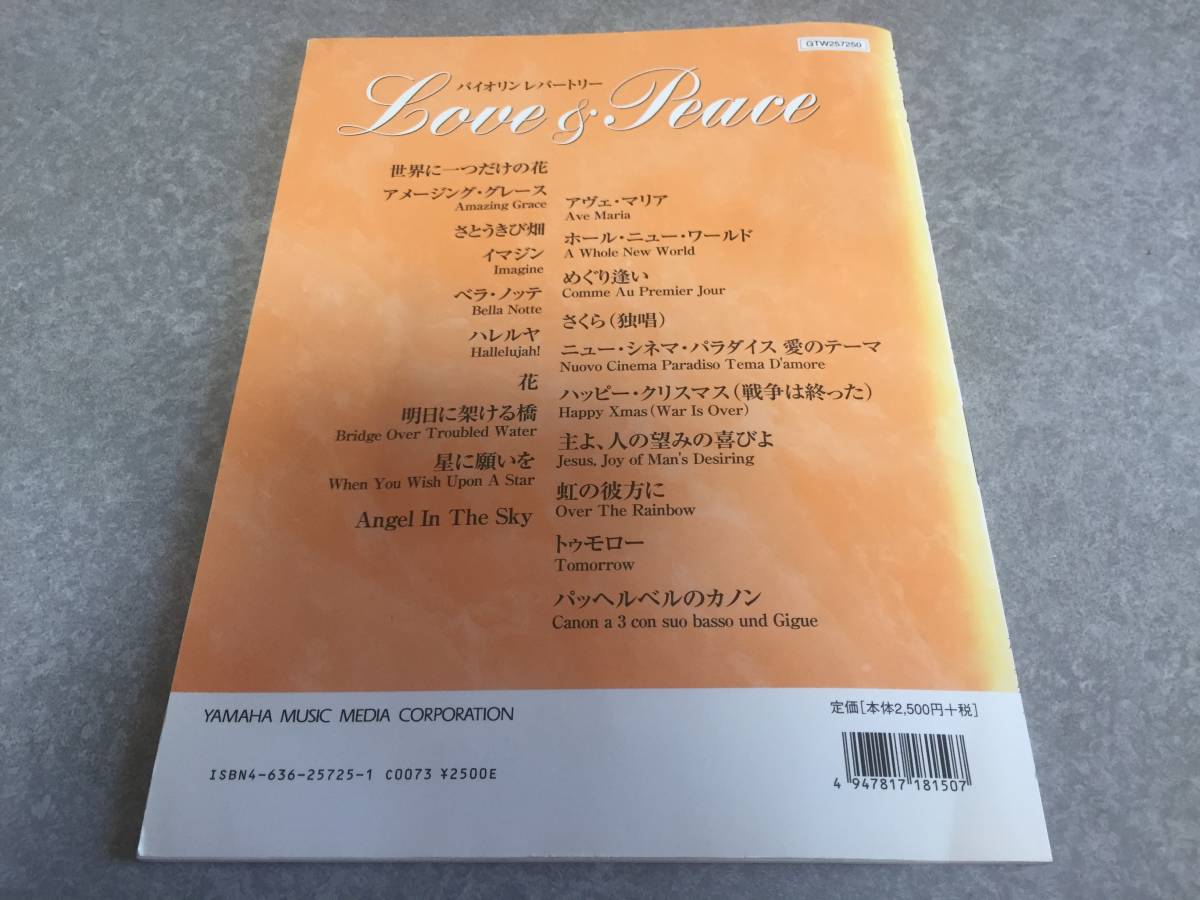 GTW257250
バイオリン レパートリー
Love & Peace
世界に一つだけの花
アメージング・グレース
Amazing Grace
さとうきび畑
イマジン
Imagine
ベラ・ノッテ
Bella Notte
ハレルヤ
Hallelujah!
花
明日に架ける橋
Bridge Over Troubled Water
星に願いを
When You Wish Upon A Star
Angel In The Sky
アヴェ・マリア
Ave Maria
ホール・ニュー・ワールド
A Whole New World
めぐり逢い
Comme Au Premier Jour
さくら(独唱)
ニュー・シネマ・パラダイス 愛のテーマ
Nuovo Cinema Paradiso Tema D'amore
ハッピー・クリスマス(戦争は終った)
Happy Xmas(War Is Over)
主よ、人の望みの喜びよ
Jesus, Joy of Man's Desiring
虹の彼方に
Over The Rainbow
トゥモロー
Tomorrow
パッヘルベルのカノン
Canon a 3 con suo basso und Gigue
YAMAHA MUSIC MEDIA CORPORATION
定価[本体2,500円+税]
ISBN4-636-25725-1 C0073 ¥2500E
4 947817 181507